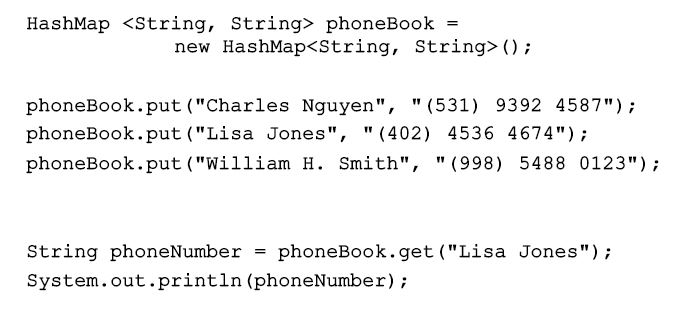 HashMap <String, String> phoneBook =
new HashMap<String, String>();
phoneBook.put("Charles Nguyen", "(531) 9392 4587");
phoneBook.put("Lisa Jones", "(402) 4536 4674");
phoneBook.put("William H. Smith", "(998) 5488 0123");
String phoneNumber = phoneBook.get("Lisa Jones");
System.out.println(phoneNumber);